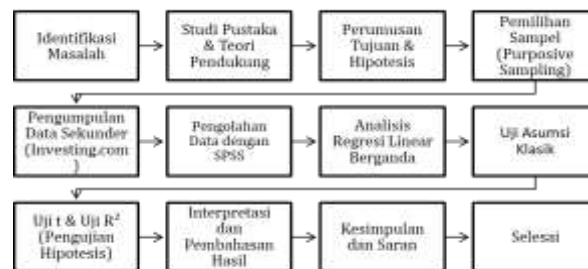 Identifikasi
Masalah
Studi Pustaka
& Teori
Pendukung
Perumusan
Tujuan &
Hipotesis
Pemilihan
Sampel
(Purposive
Sampling)
Pengumpulan
Data Sekunder
(Investing.com
)
Pengolahan
Data dengan
SPSS
Analisis
Regresi Linear
Berganda
Uji Asumsi
Klasik
Uji t & Uji R²
(Pengujian
Hipotesis)
Interpretasi
dan
Pembahasan
Hasil
Kesimpulan
dan Saran
Selesai